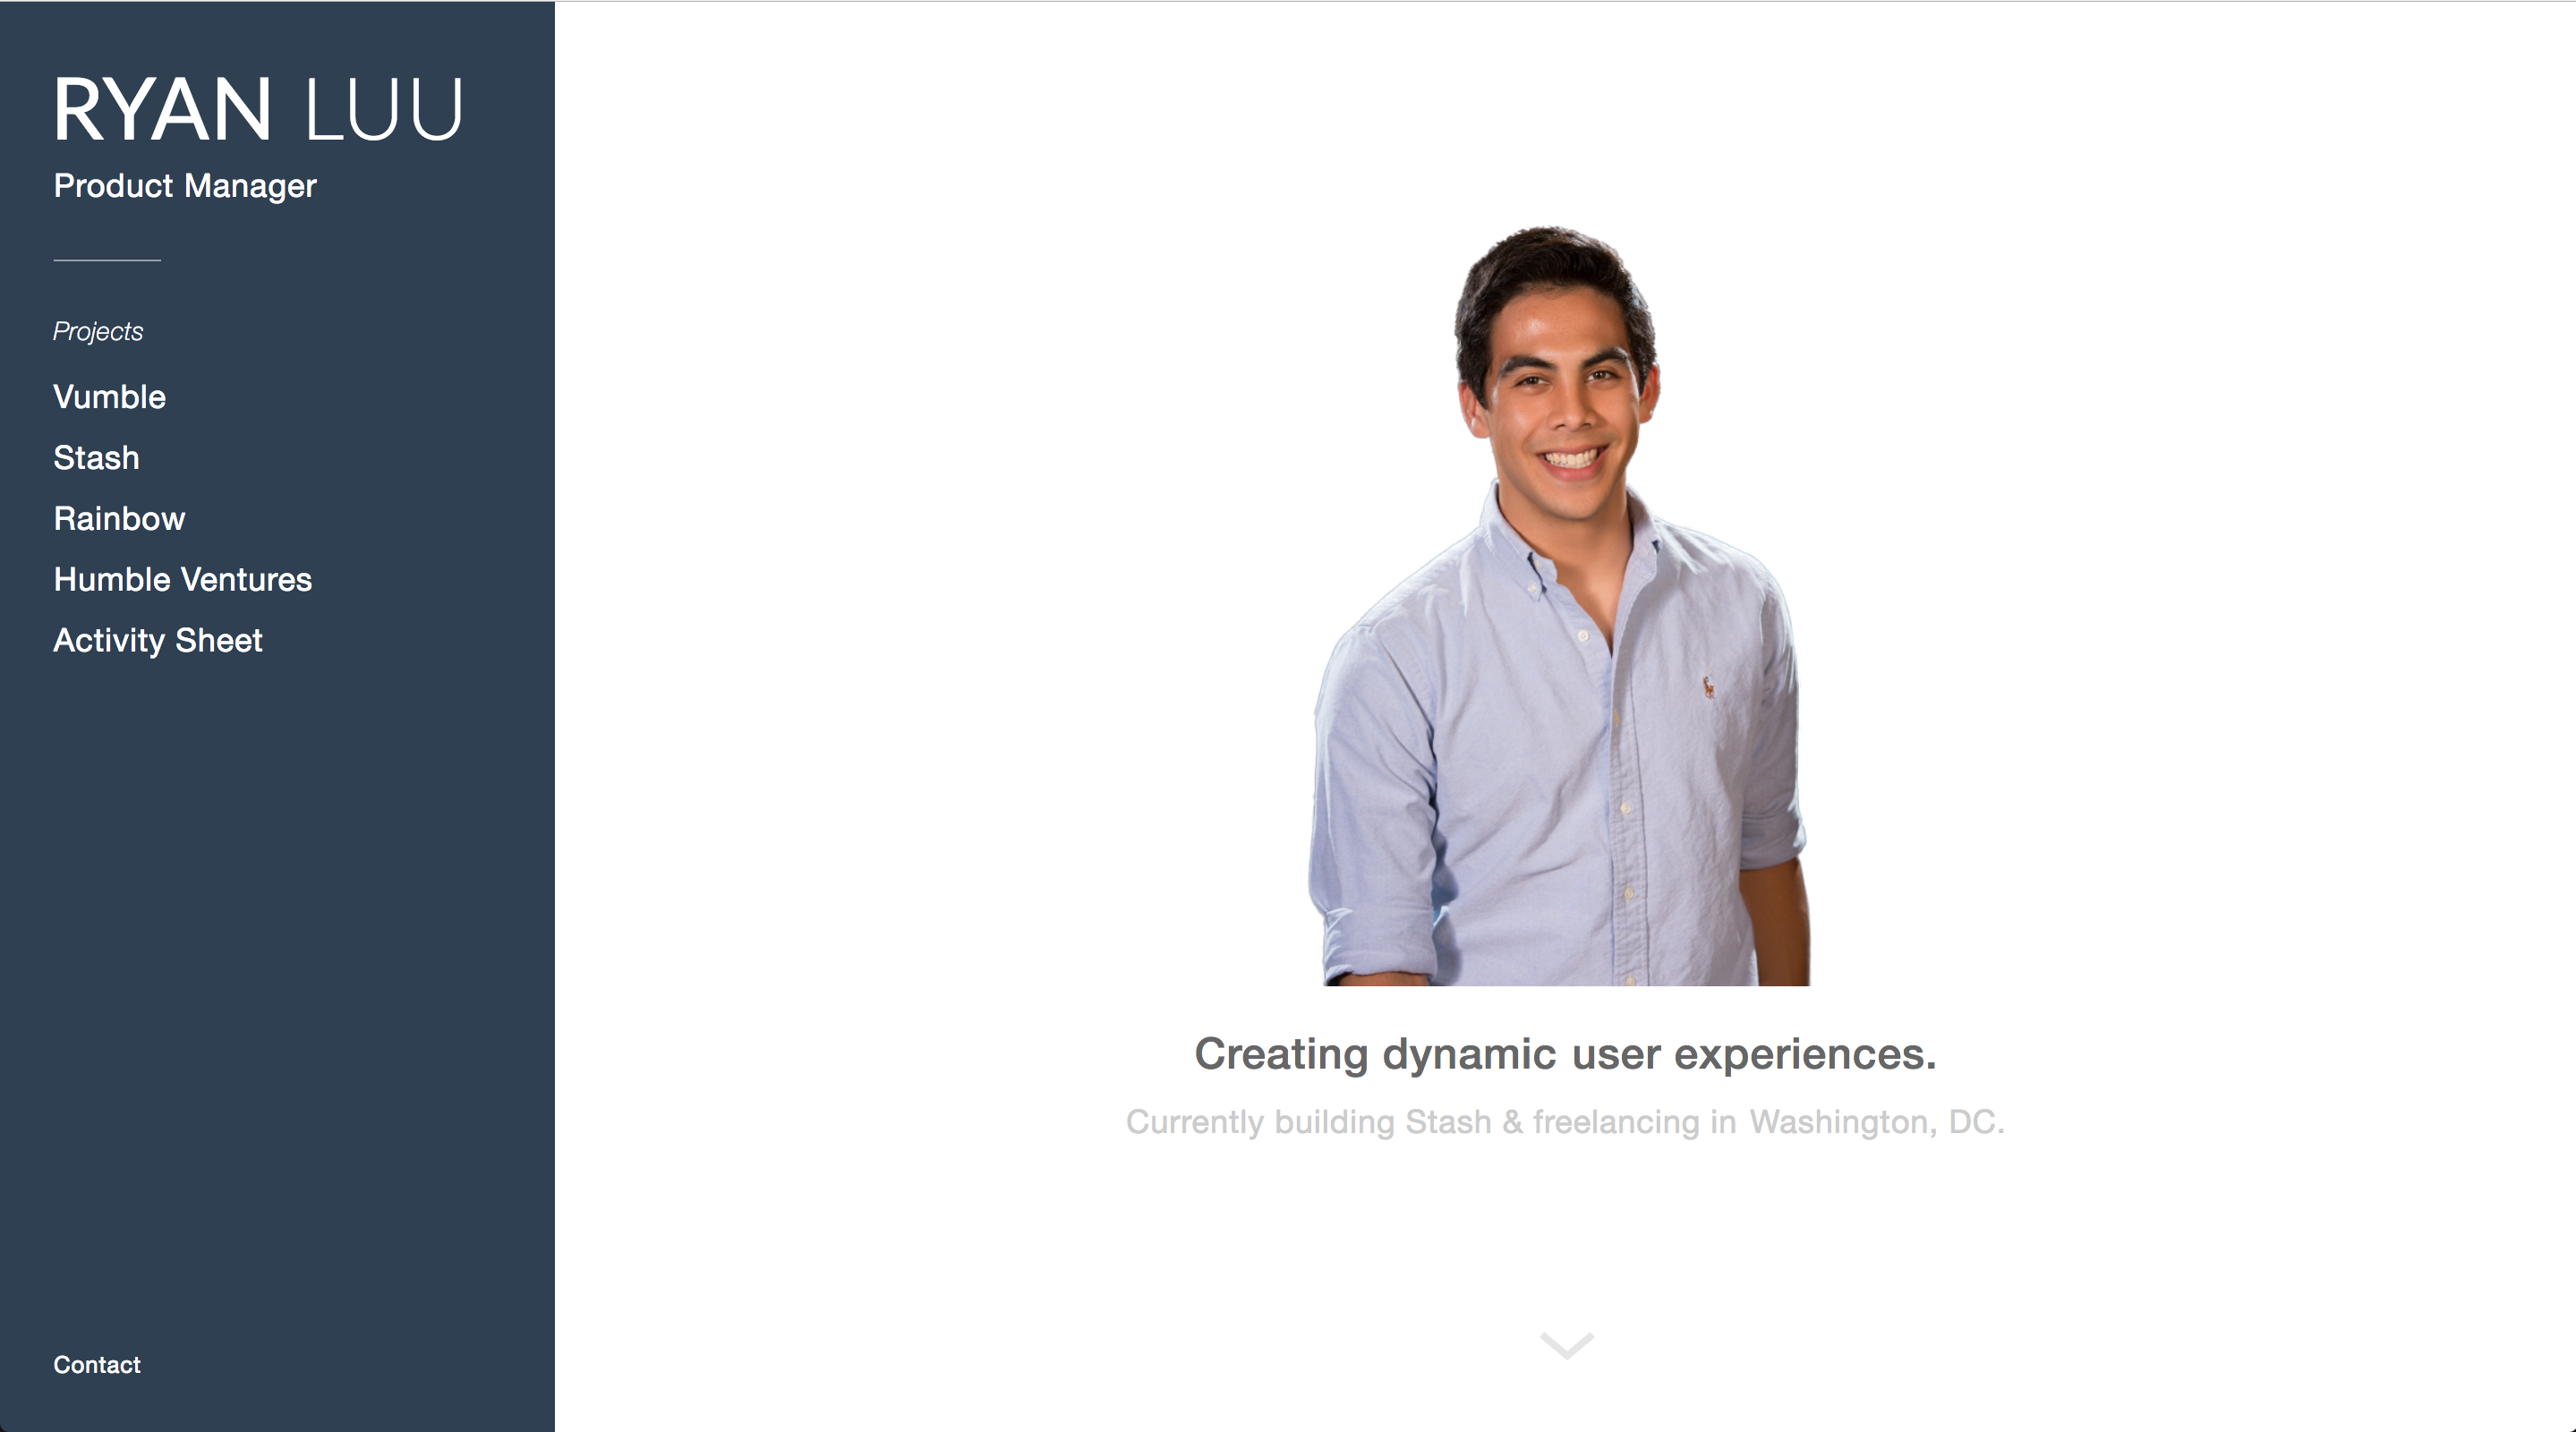 RYAN LUU
Product Manager
Projects
Vumble
Stash
Rainbow
Humble Ventures
Activity Sheet
Contact
Creating dynamic user experiences.
Currently building Stash & freelancing in Washington, DC.